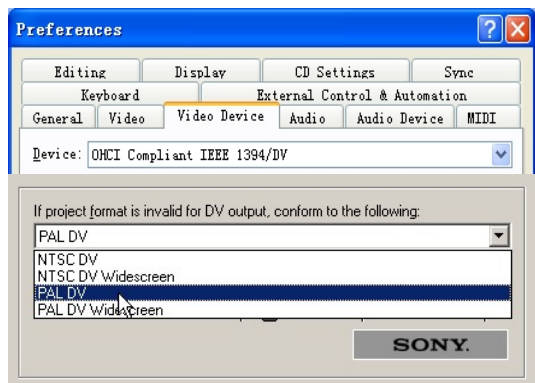 Preferences
Editing Display CD Settings Sync
Keyboard External Control & Automation
General Video Video Device Audio Audio Device MIDI
Device: OHCI Compliant IEEE 1394/DV
If project format is invalid for DV output, conform to the following:
PAL DV
NTSC DV
NTSC DV Widescreen
PAL DV
PAL DV Widescreen
SONY.